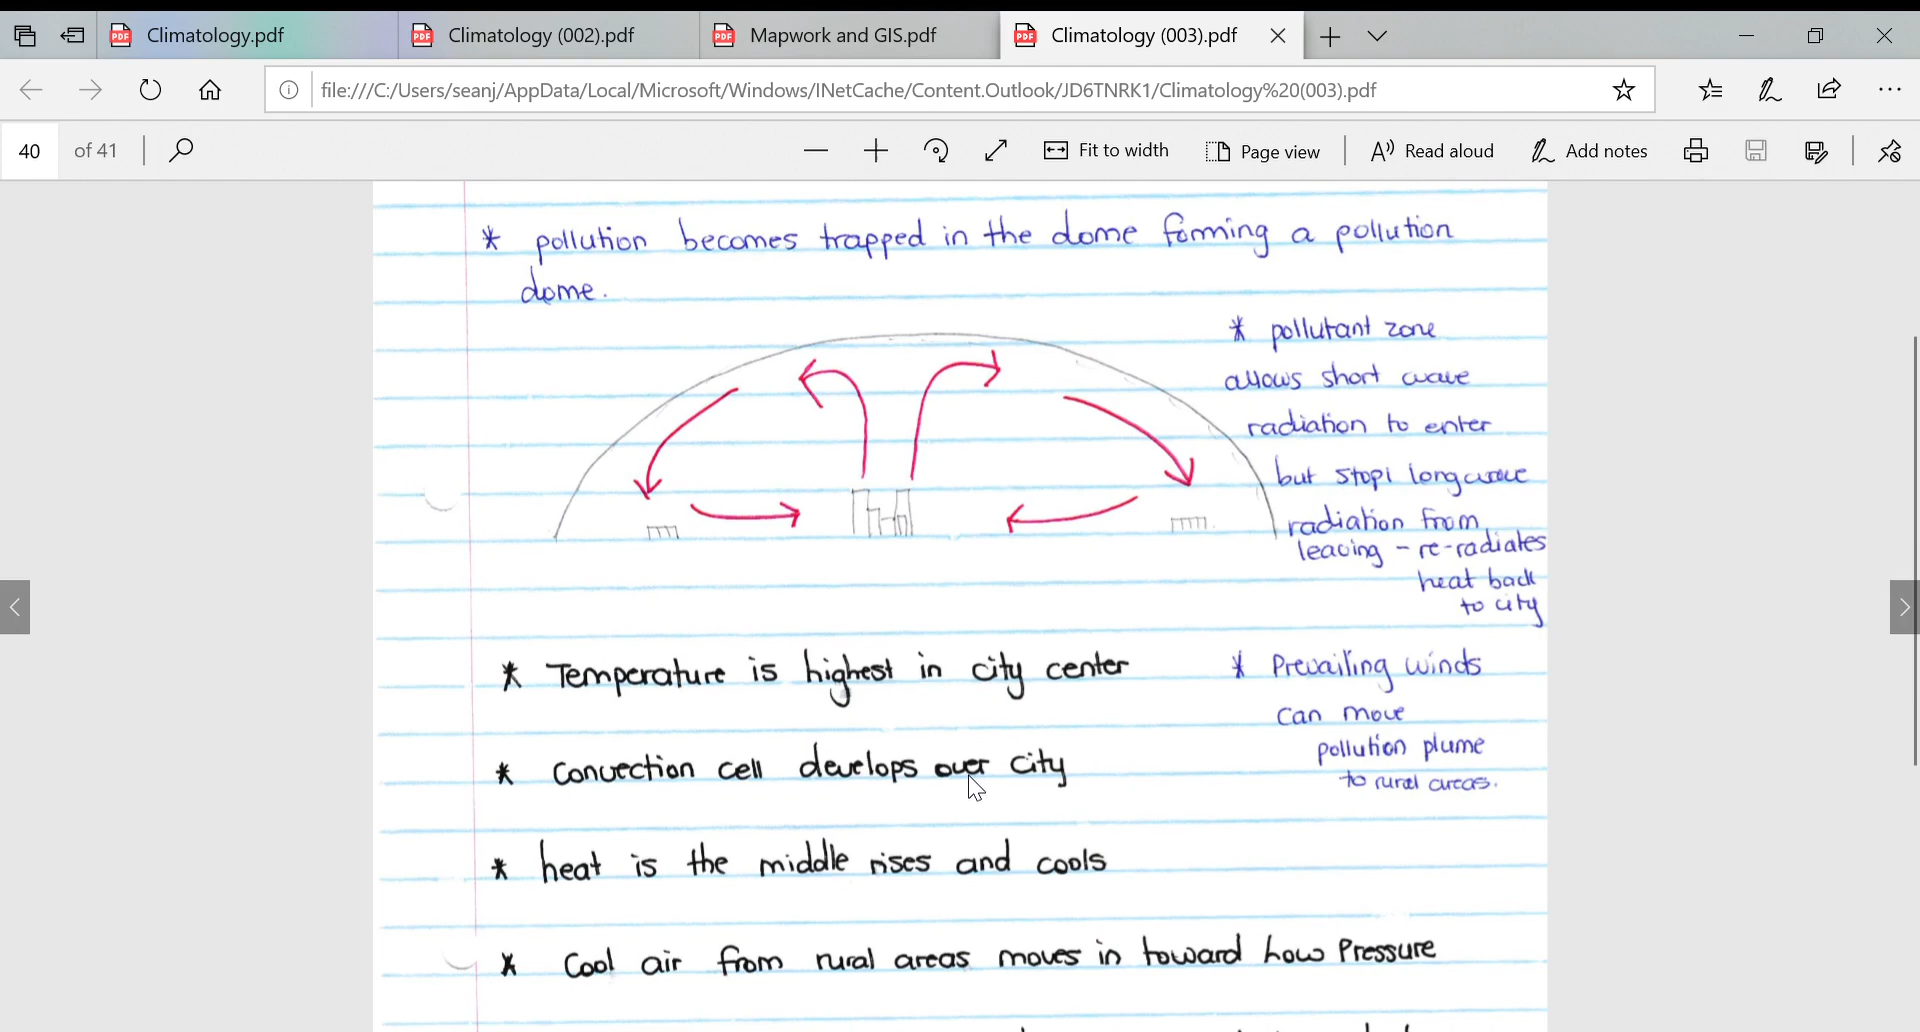 Climatology.pdf
Climatology (002).pdf
Mapwork and GIS.pdf
Climatology (003).pdf
file:///C:/Users/seanj/AppData/Local/Microsoft/Windows/INetCache/Content.Outlook/JD6TNRK1/Climatology%20(003).pdf
40 of 41
Fit to width
Page view
Read aloud
Add notes
* pollution becomes trapped in the dome forming a pollution
dome.
* pollutant zone
allows short wave
radiation to enter
but stops longwave
radiation from
leaving - re-radiates
heat back
to city
* Temperature is highest in city center
* Convection cell develops over city
* heat is the middle rises and cools
* Cool air from rural areas moves in toward how Pressure
* Prevailing winds
can move
pollution plume
to rural areas.